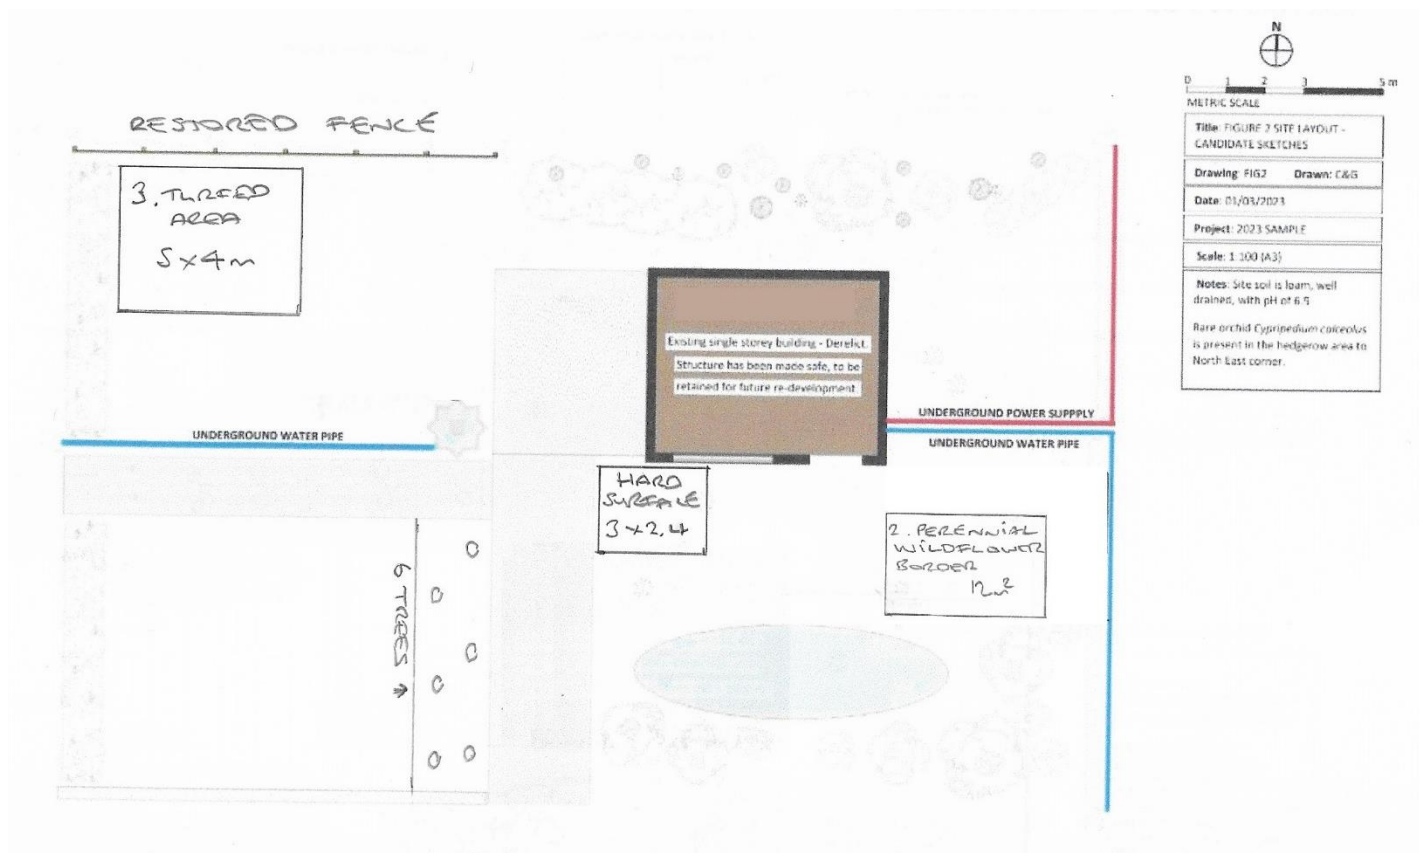 N
0 1 2 3 5 m
METRIC SCALE
Title: FIGURE 2 SITE LAYOUT -
CANDIDATE SKETCHES
Drawing: FIG2 Drawn: C&G
Date: 01/03/2023
Project: 2023 SAMPLE
Scale: 1:100 (A3)
Notes: Site soil is loam, well
drained, with pH of 6.5
Rare orchid Cypripedium calceolus
is present in the hedgerow area to
North East corner.
RESTORED FENCE
3. TURFED
AREA
5x4m
Existing single storey building - Derelict.
Structure has been made safe, to be
retained for future re-development.
UNDERGROUND POWER SUPPPLY
UNDERGROUND WATER PIPE
UNDERGROUND WATER PIPE
HARD
SURFACE
3x2.4
2. PERENNIAL
WILDFLOWER
BORDER
12m²
6 TREES →